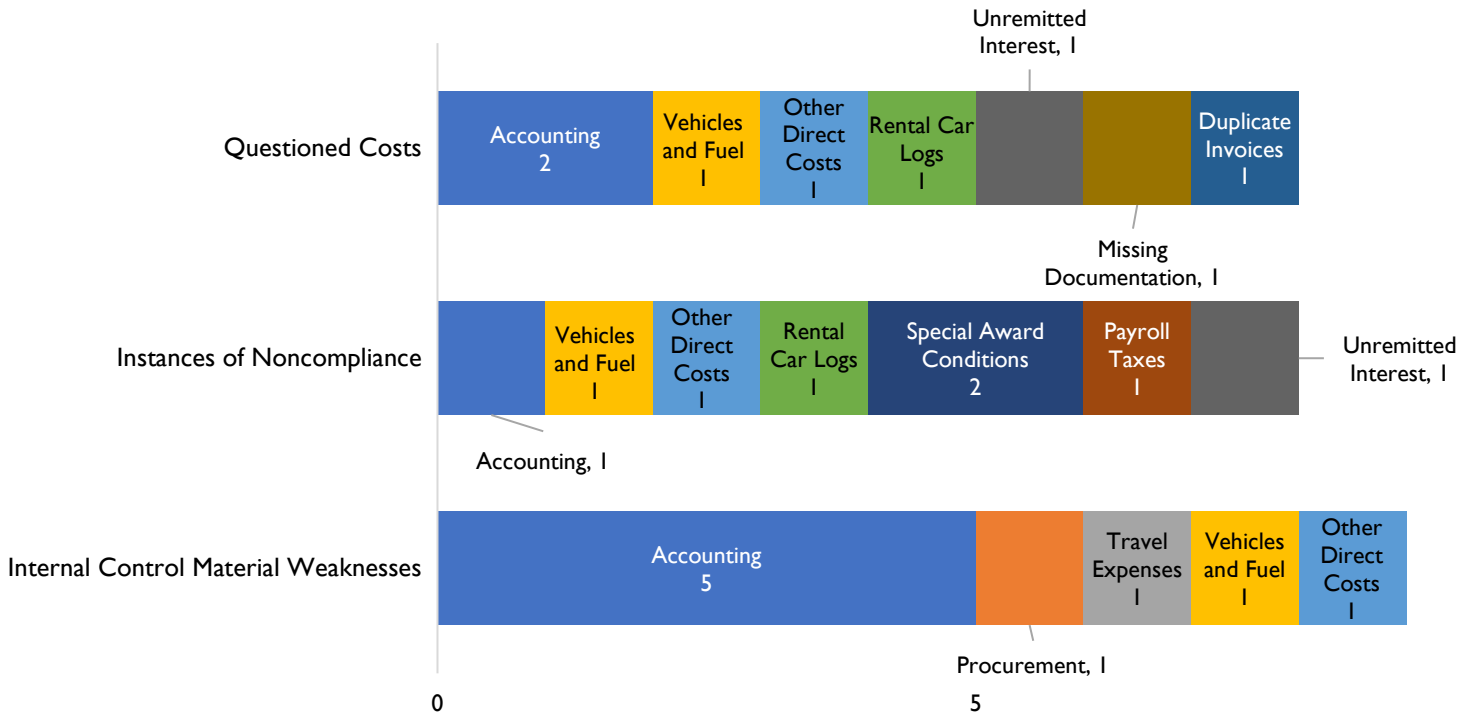 Unremitted
Interest, 1
Questioned Costs
Accounting
2
Vehicles
and Fuel
1
Other
Direct
Costs
1
Rental Car
Logs
1
Duplicate
Invoices
1
Missing
Documentation, 1
Instances of Noncompliance
Vehicles
and Fuel
1
Other
Direct
Costs
1
Rental
Car Logs
1
Special Award
Conditions
2
Payroll
Taxes
1
Unremitted
Interest, 1
Accounting, 1
Internal Control Material Weaknesses
Accounting
5
Travel
Expenses
1
Vehicles
and Fuel
1
Other
Direct
Costs
1
Procurement, 1
0
5